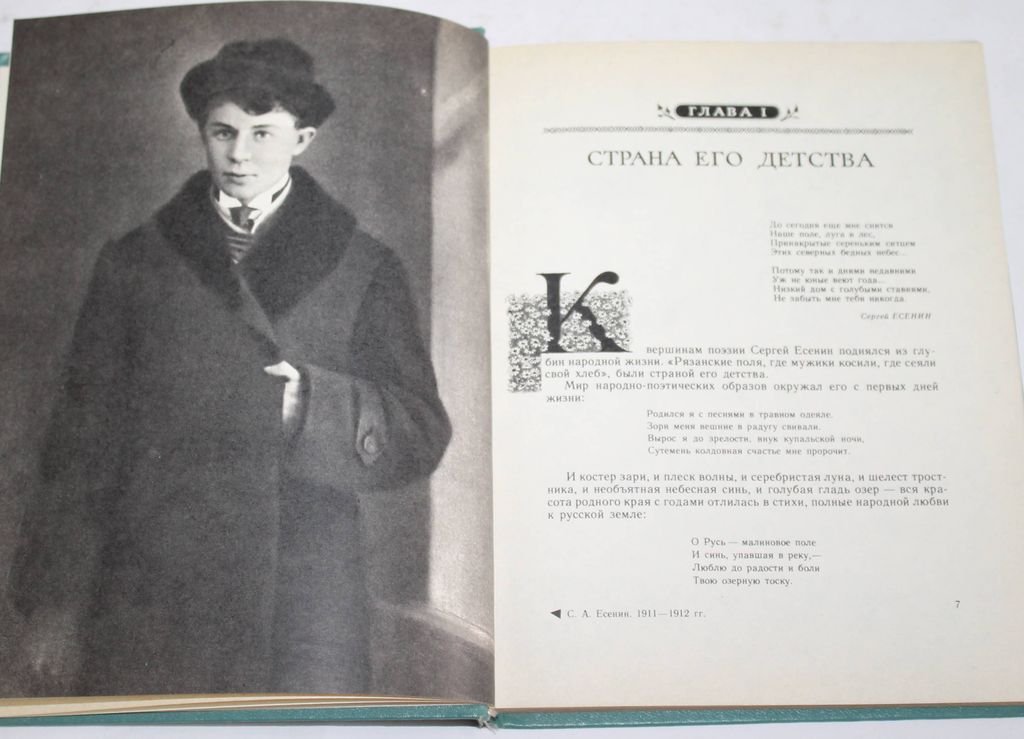 ГЛАВА I
СТРАНА ЕГО ДЕТСТВА
До сегодня еще мне снится
Наше поле, луга и лес,
Принакрытые сереньким ситцем
Этих северных бедных небес...
Потому так и днями недавними
Уж не юные веют года...
Низкий дом с голубыми ставнями,
Не забыть мне тебя никогда.
Сергей ЕСЕНИН
К вершинам поэзии Сергей Есенин поднялся из глу-
бин народной жизни. «Рязанские поля, где мужики косили, где сеяли
свой хлеб», были страной его детства.
Мир народно-поэтических образов окружал его с первых дней
жизни:
Родился я с песнями в травном одеяле.
Зори меня вешние в радугу свивали.
Вырос я до зрелости, внук купальской ночи,
Сутемень колдовная счастье мне пророчит.
И костер зари, и плеск волны, и серебристая луна, и шелест трост-
ника, и необъятная небесная синь, и голубая гладь озер — вся кра-
сота родного края с годами отлилась в стихи, полные народной любви
к русской земле:
О Русь — малиновое поле
И синь, упавшая в реку,—
Люблю до радости и боли
Твою озерную тоску.
С. А. Есенин. 1911—1912 гг.
7